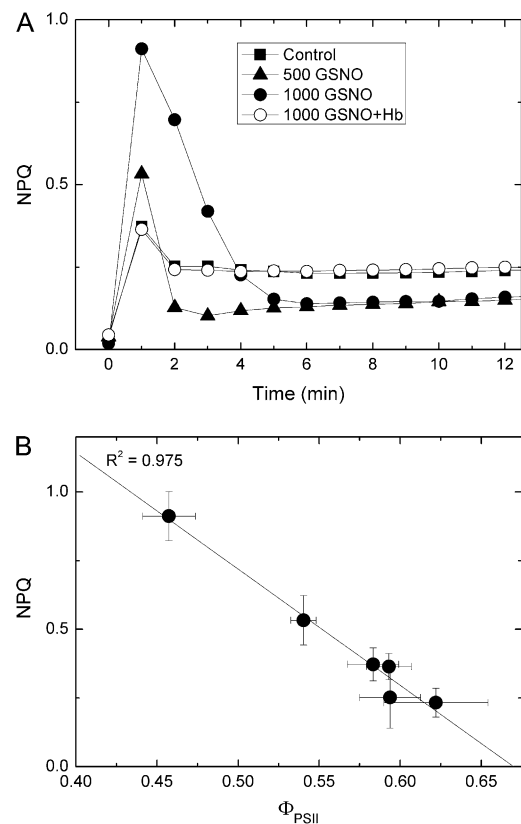 A
1.0
0.5
0.0
NPQ
Control
500 GSNO
1000 GSNO
1000 GSNO+Hb
0 2 4 6 8 10 12
Time (min)
B
R² = 0.975
1.0
0.5
0.0
NPQ
0.40 0.45 0.50 0.55 0.60 0.65
Φ_PSII